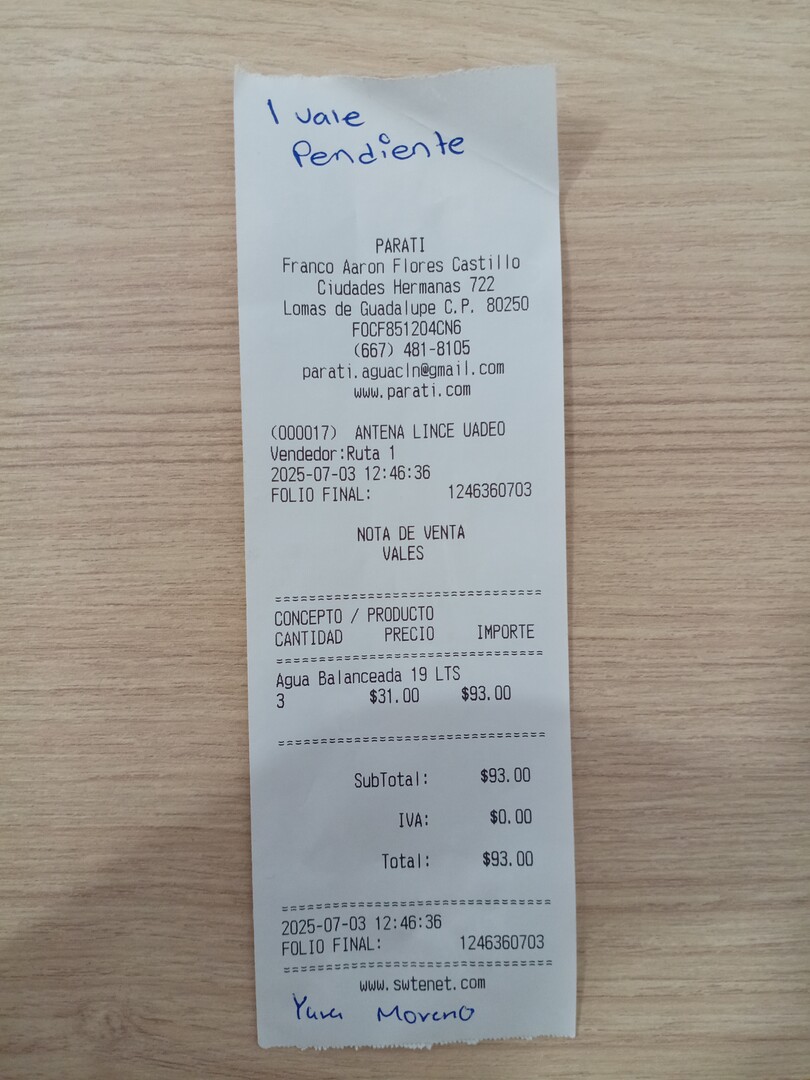 1 vale
Pendiente
PARATI
Franco Aaron Flores Castillo
Ciudades Hermanas 722
Lomas de Guadalupe C.P. 80250
FOCF851204CN6
(667) 481-8105
parati.aguacln@gmail.com
www.parati.com
(000017) ANTENA LINCE UADEO
Vendedor:Ruta 1
2025-07-03 12:46:36
FOLIO FINAL: 1246360703
NOTA DE VENTA
VALES
==============================
CONCEPTO / PRODUCTO
CANTIDAD PRECIO IMPORTE
==============================
Agua Balanceada 19 LTS
3 $31.00 $93.00
==============================
SubTotal: $93.00
IVA: $0.00
Total: $93.00
==============================
2025-07-03 12:46:36
FOLIO FINAL: 1246360703
==============================
www.swtenet.com
Moreno